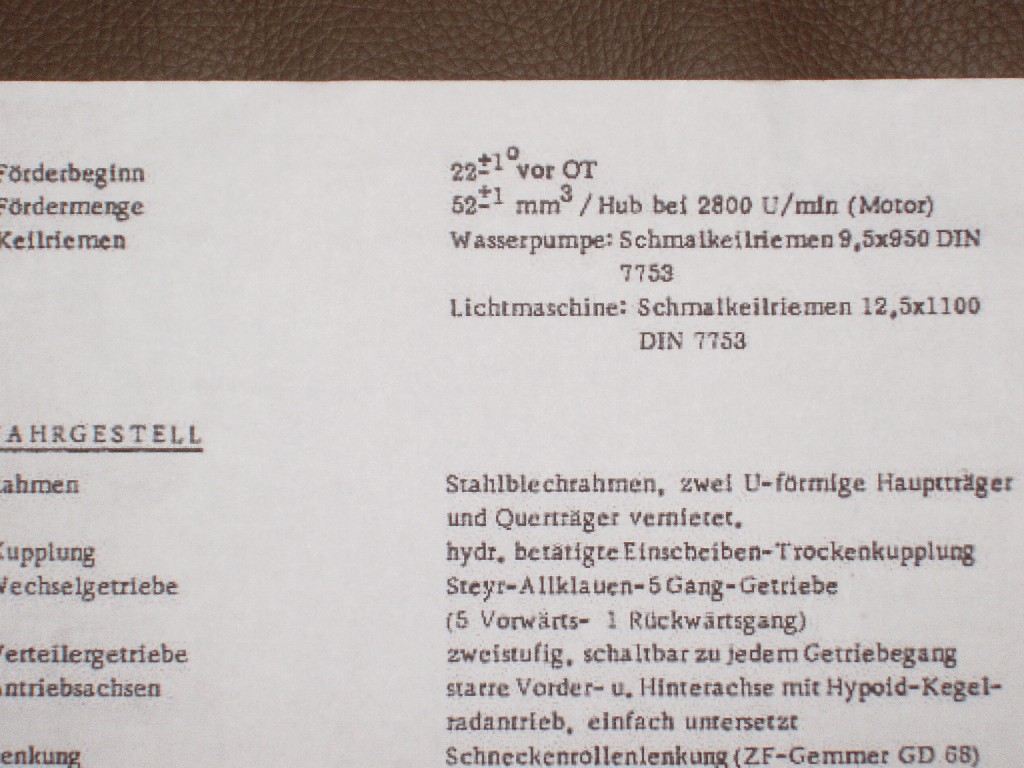 Förderbeginn 22±1° vor OT
Fördermenge 52±1 mm³ / Hub bei 2800 U/min (Motor)
Keilriemen Wasserpumpe: Schmalkeilriemen 9,5x950 DIN
7753
Lichtmaschine: Schmalkeilriemen 12,5x1100
DIN 7753
AHRGESTELL
ahmen Stahlblechrahmen, zwei U-förmige Hauptträger
und Querträger vernietet.
Kupplung hydr. betätigte Einscheiben-Trockenkupplung
Wechselgetriebe Steyr-Allklauen-5 Gang-Getriebe
(5 Vorwärts- 1 Rückwärtsgang)
Verteilergetriebe zweistufig, schaltbar zu jedem Getriebegang
ntriebsachsen starre Vorder- u. Hinterachse mit Hypoid-Kegel-
radantrieb, einfach untersetzt
enkung Schneckenrollenlenkung (ZF-Gemmer GD 68)